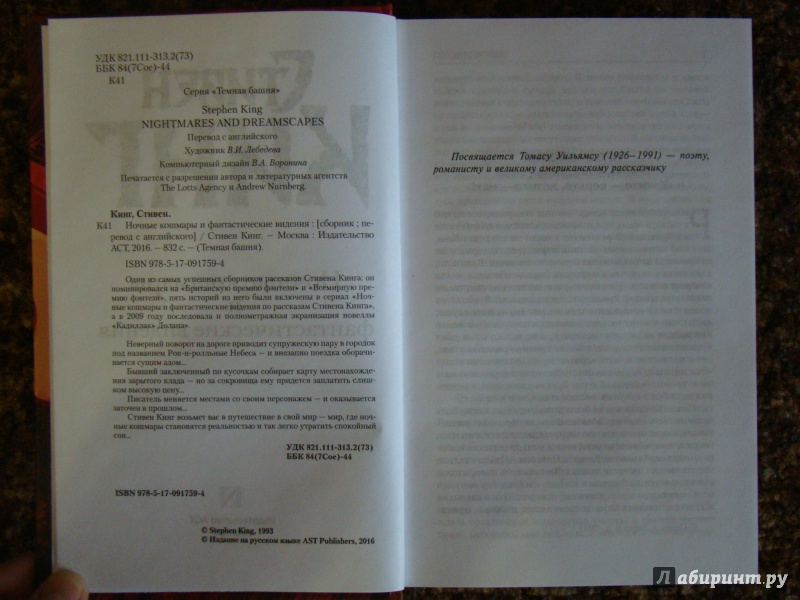 УДК 821.111-313.2(73)
ББК 84(7Сое)-44
К41
Серия «Темная башня»
Stephen King
NIGHTMARES AND DREAMSCAPES
Перевод с английского
Художник В.И. Лебедева
Компьютерный дизайн В.А. Воронина
Печатается с разрешения автора и литературных агентств
The Lotts Agency и Andrew Nurnberg.
Кинг, Стивен.
К41 Ночные кошмары и фантастические видения : [сборник ; пе-
ревод с английского] / Стивен Кинг. — Москва : Издательство
АСТ, 2016. — 832 с. — (Темная башня).
ISBN 978-5-17-091759-4
Один из самых успешных сборников рассказов Стивена Кинга: он
номинировался на «Британскую премию фэнтези» и «Всемирную пре-
мию фэнтези», пять историй из него были включены в сериал «Ноч-
ные кошмары и фантастические видения по рассказам Стивена Кинга»,
а в 2009 году последовала и полнометражная экранизация новеллы
«Кадиллак» Долана».
Неверный поворот на дороге приводит супружескую пару в городок
под названием Рок-н-ролльные Небеса — и внезапно поездка оборачи-
вается сущим адом...
Бывший заключенный по кусочкам собирает карту местонахож-
дения зарытого клада — но за сокровища ему придется заплатить слиш-
ком высокую цену...
Писатель меняется местами со своим персонажем — и оказывается
заточен в прошлом...
Стивен Кинг возьмет вас в путешествие в свой мир — мир, где ноч-
ные кошмары становятся реальностью и так легко утратить спокойный
сон...
УДК 821.111-313.2(73)
ББК 84(7Сое)-44
ISBN 978-5-17-091759-4
© Stephen King, 1993
© Издание на русском языке AST Publishers, 2016
Посвящается Томасу Уильямсу (1926–1991) — поэту,
романисту и великому американскому рассказчику
Лабиринт.ру